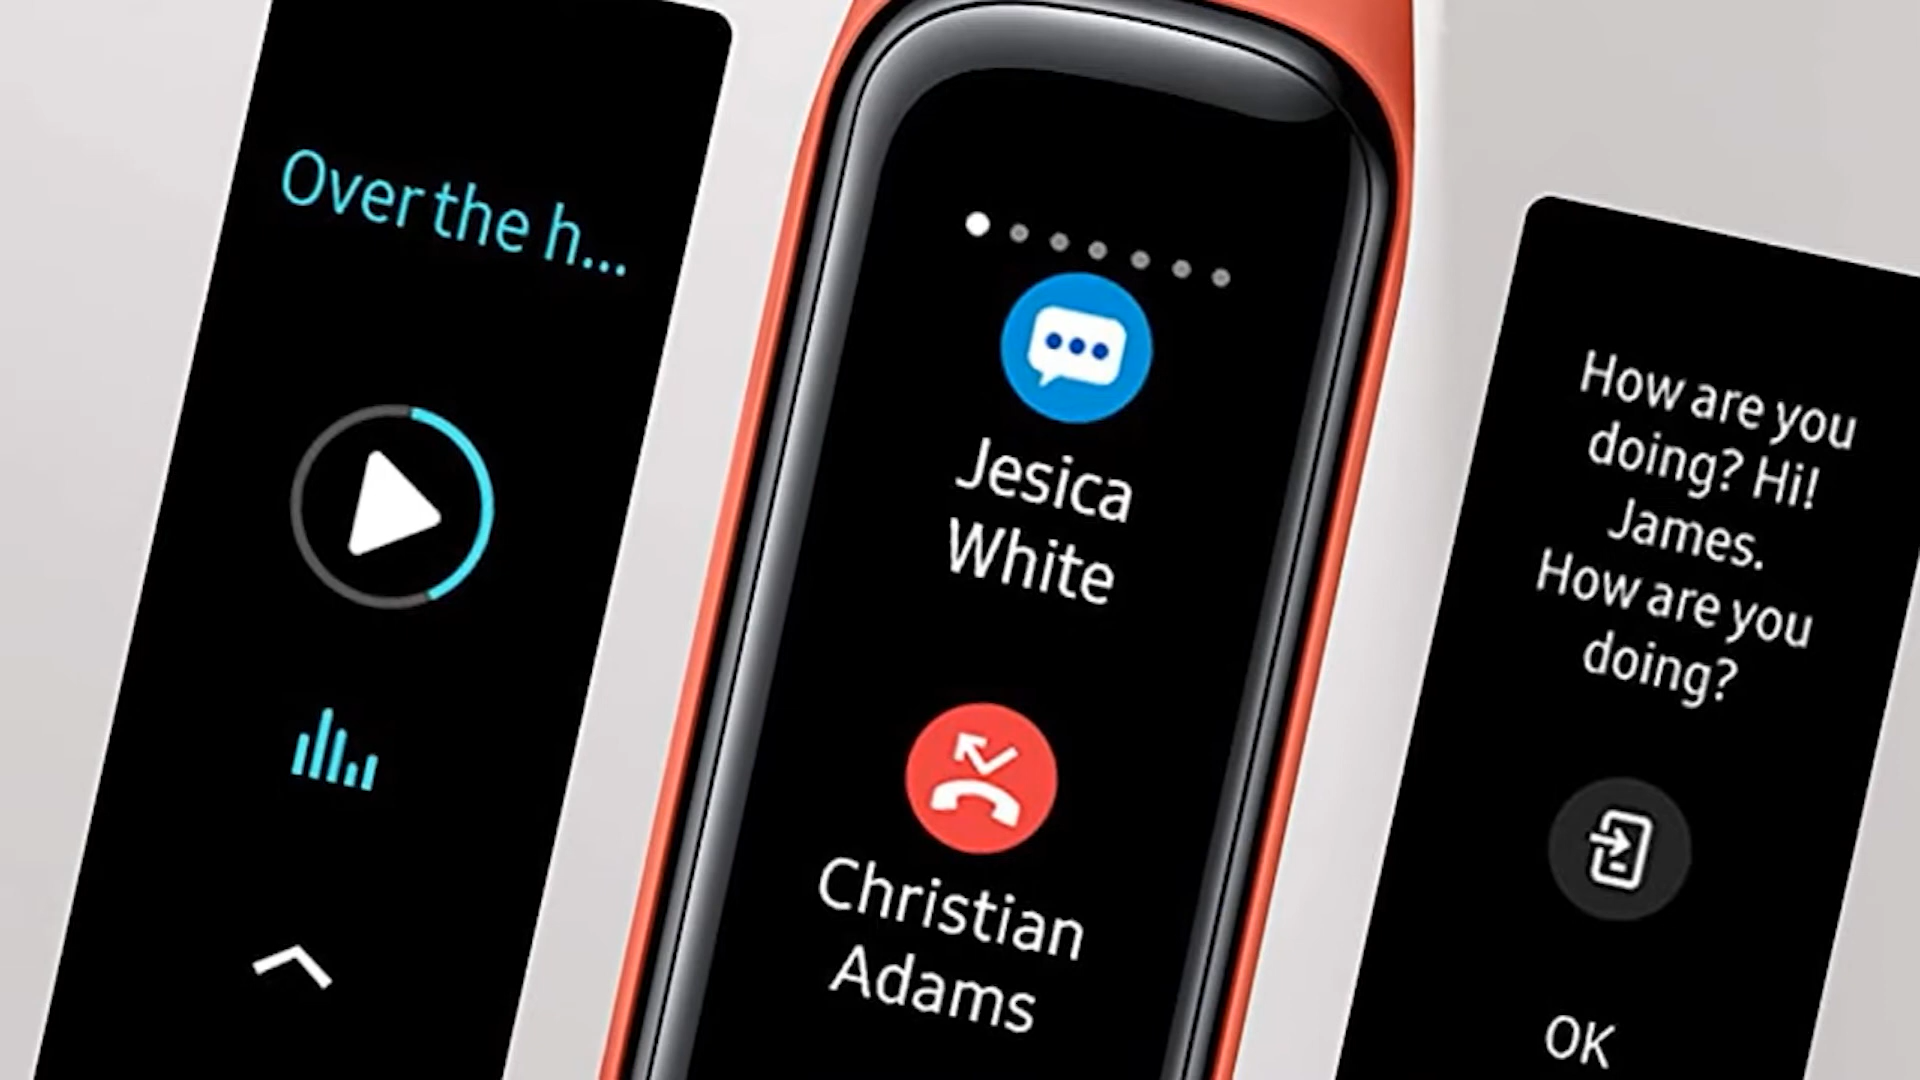 Over the h...
Jesica
White
Christian
Adams
How are you
doing? Hi!
James.
How are you
doing?
OK